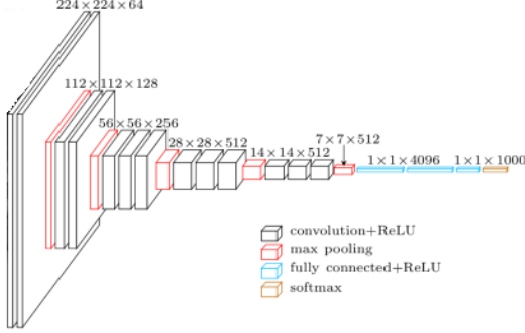 224×224×64
112×112×128
56×56×256
28×28×512
14×14×512
7×7×512
1×1×4096
1×1×1000
convolution+ReLU
max pooling
fully connected+ReLU
softmax